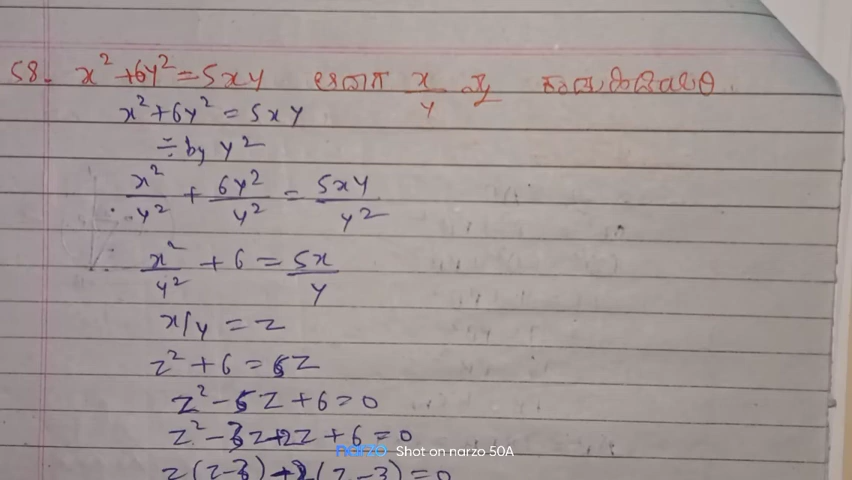 58. x² + 6y² = 5xy x/y
x² + 6y² = 5xy
÷ by y²
x²/y² + 6y²/y² = 5xy/y²
x²/y² + 6 = 5x/y
x/y = z
z² + 6 = 5z
z² - 5z + 6 = 0
z² - 3z - 2z + 6 = 0
z(z-3) - 2(z-3) = 0
narzo Shot on narzo 50A